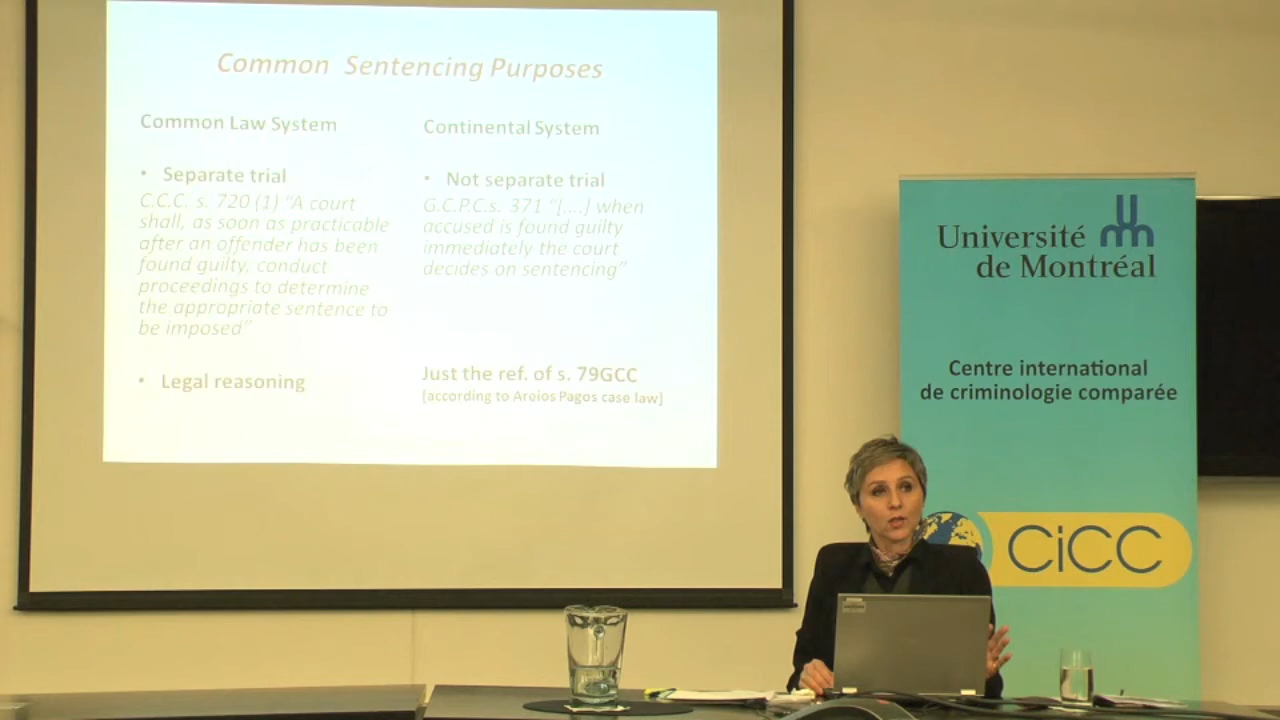 Common Sentencing Purposes
Common Law System
• Separate trial
C.C.C. s. 720 (1) “A court
shall, as soon as practicable
after an offender has been
found guilty, conduct
proceedings to determine
the appropriate sentence to
be imposed”
• Legal reasoning
Continental System
• Not separate trial
G.C.P.C.s. 371 “[....} when
accused is found guilty
immediately the court
decides on sentencing”
Just the ref. of s. 79GCC
[according to Areios Pagos case law]
Université
de Montréal
Centre international
de criminologie comparée
CiCC